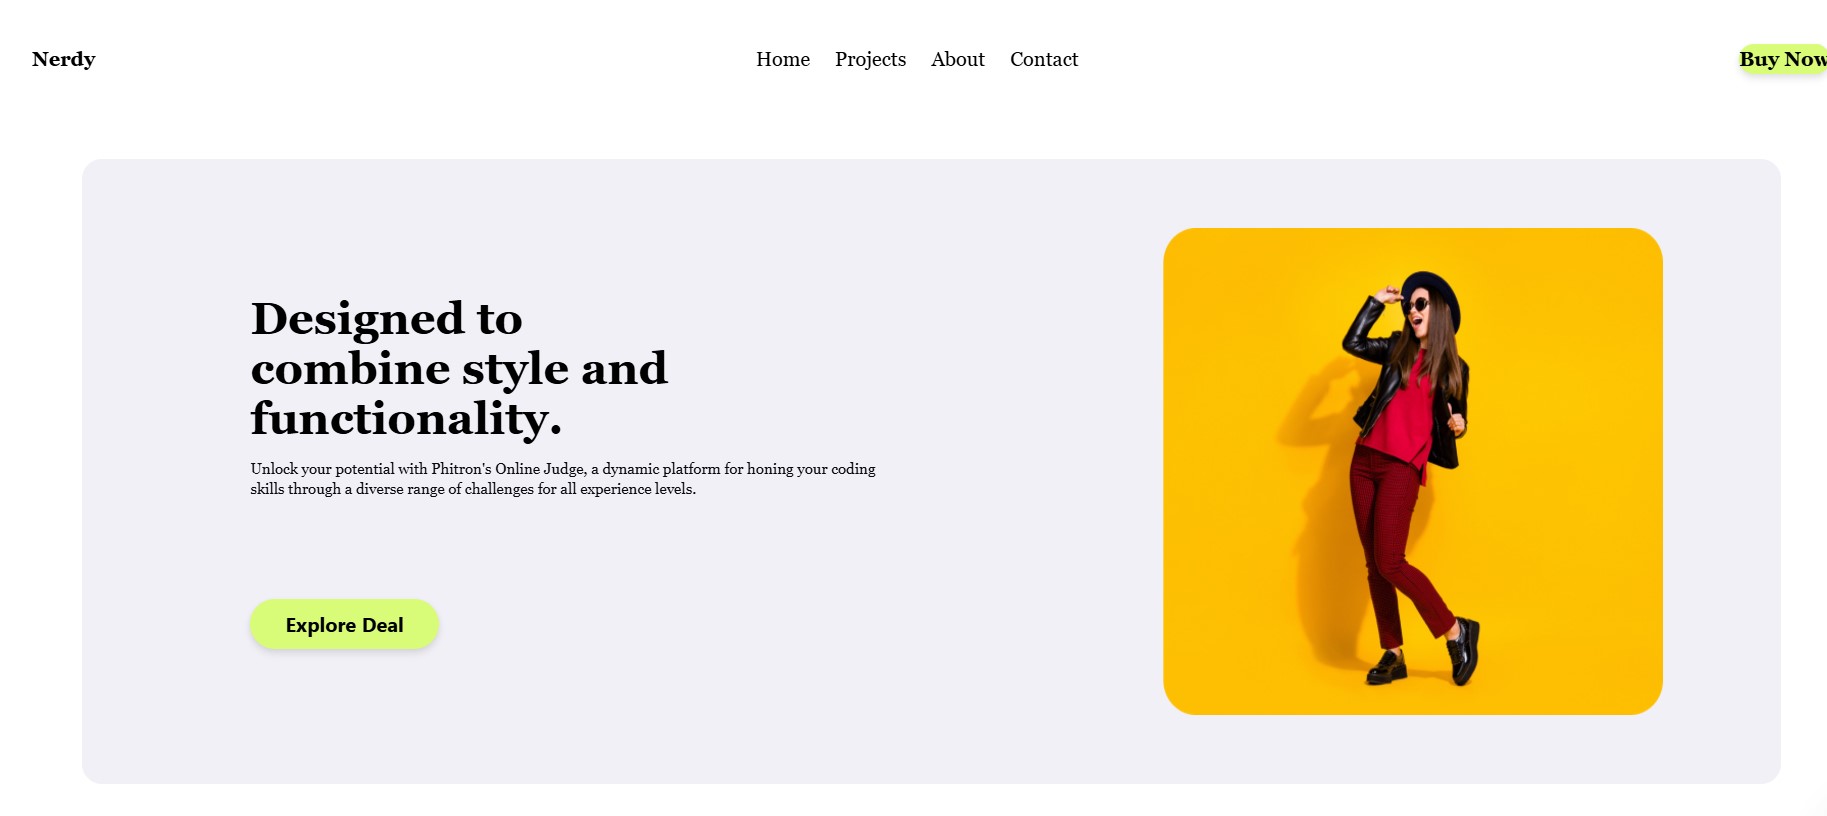 Nerdy
Home Projects About Contact
Buy Now
Designed to
combine style and
functionality.
Unlock your potential with Phitron's Online Judge, a dynamic platform for honing your coding
skills through a diverse range of challenges for all experience levels.
Explore Deal